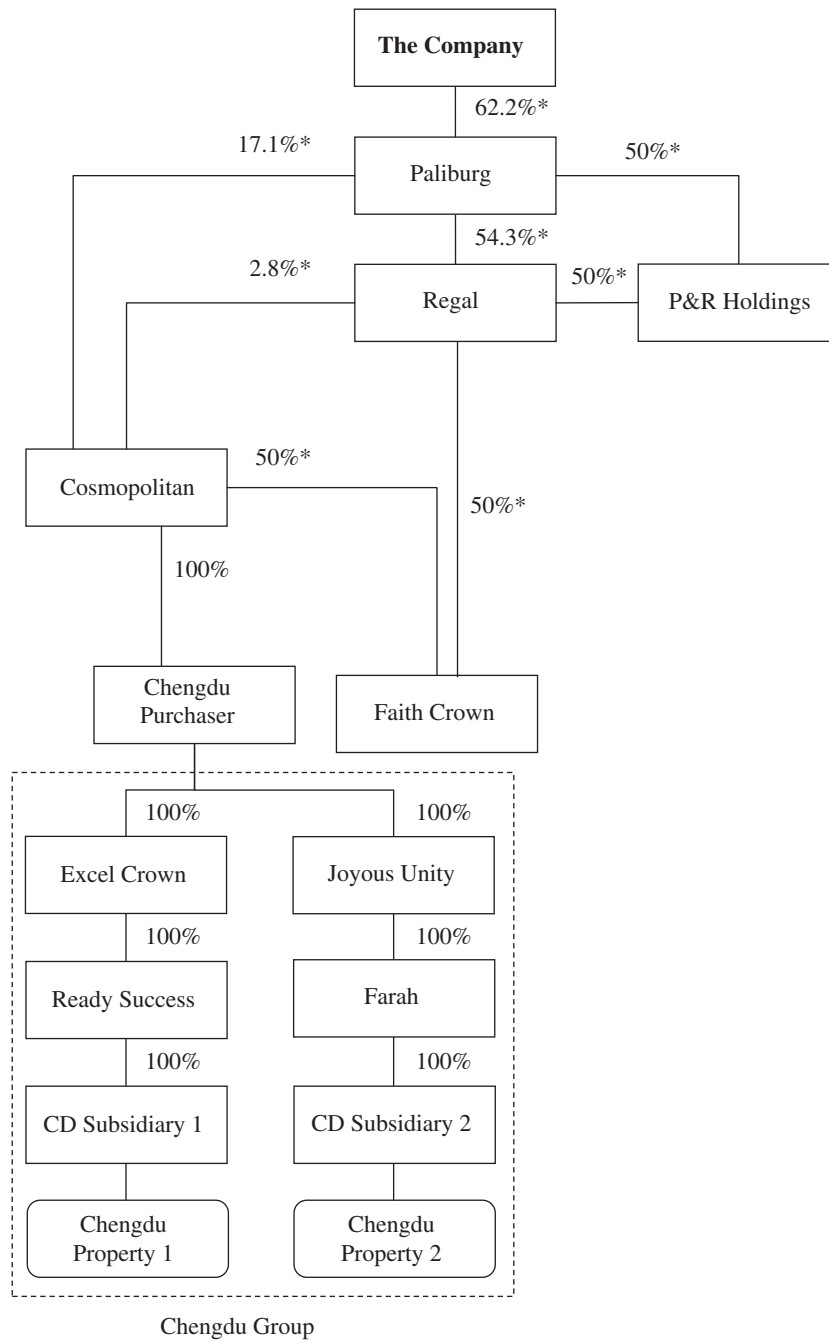 The Company
62.2%*
17.1%*
50%*
Paliburg
54.3%*
2.8%*
50%*
Regal
P&R Holdings
50%*
Cosmopolitan
50%*
100%
Chengdu
Purchaser
Faith Crown
100%
100%
Excel Crown
Joyous Unity
100%
100%
Ready Success
Farah
100%
100%
CD Subsidiary 1
CD Subsidiary 2
Chengdu
Property 1
Chengdu
Property 2
Chengdu Group